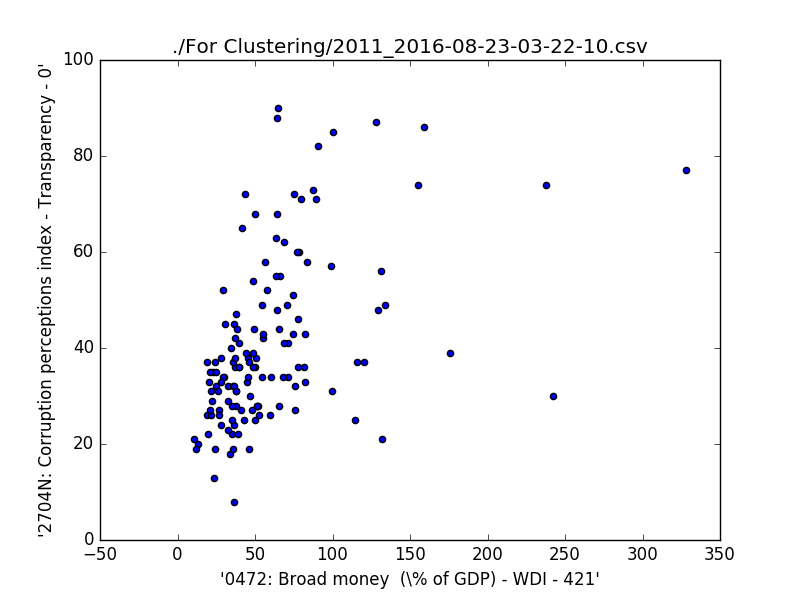 ./For Clustering/2011_2016-08-23-03-22-10.csv
'2704N: Corruption perceptions index - Transparency - 0'
100
80
60
40
20
0
−50 0 50 100 150 200 250 300 350
'0472: Broad money  (\% of GDP) - WDI - 421'